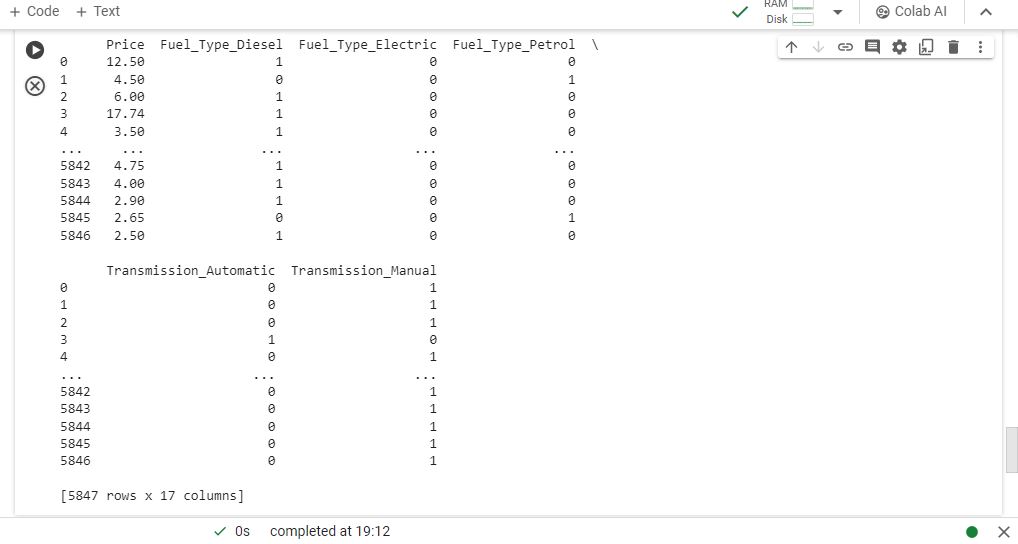 + Code + Text RAM Disk Colab AI
Price Fuel_Type_Diesel Fuel_Type_Electric Fuel_Type_Petrol \
0 12.50 1 0 0
1 4.50 0 0 1
2 6.00 1 0 0
3 17.74 1 0 0
4 3.50 1 0 0
... ... ... ... ...
5842 4.75 1 0 0
5843 4.00 1 0 0
5844 2.90 1 0 0
5845 2.65 0 0 1
5846 2.50 1 0 0
Transmission_Automatic Transmission_Manual
0 0 1
1 0 1
2 0 1
3 1 0
4 0 1
... ... ...
5842 0 1
5843 0 1
5844 0 1
5845 0 1
5846 0 1
[5847 rows x 17 columns]
0s completed at 19:12